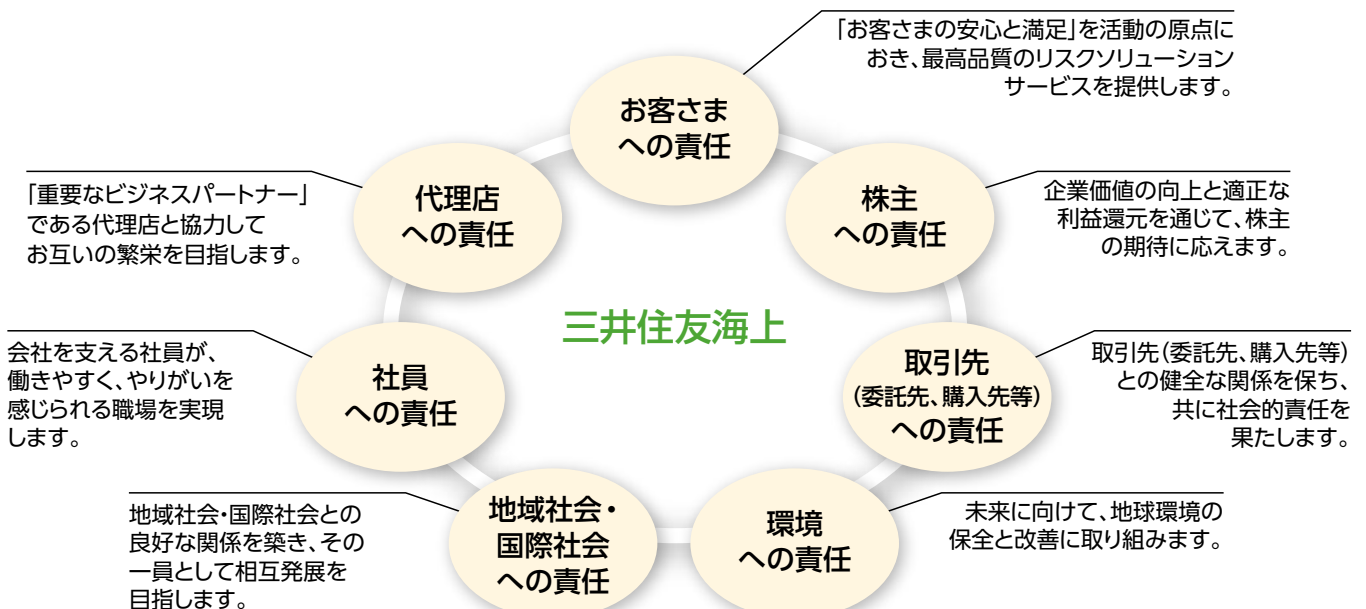 「お客さまの安心と満足」を活動の原点に
おき、最高品質のリスクソリューション
サービスを提供します。
お客さま
への責任
「重要なビジネスパートナー」
である代理店と協力して
お互いの繁栄を目指します。
代理店
への責任
株主
への責任
企業価値の向上と適正な
利益還元を通じて、株主
の期待に応えます。
三井住友海上
会社を支える社員が、
働きやすく、やりがいを
感じられる職場を実現
します。
社員
への責任
取引先
(委託先、購入先等)
への責任
取引先(委託先、購入先等)
との健全な関係を保ち、
共に社会的責任を
果たします。
地域社会・国際社会との
良好な関係を築き、その
一員として相互発展を
目指します。
地域社会・
国際社会
への責任
環境
への責任
未来に向けて、地球環境の
保全と改善に取り組みます。